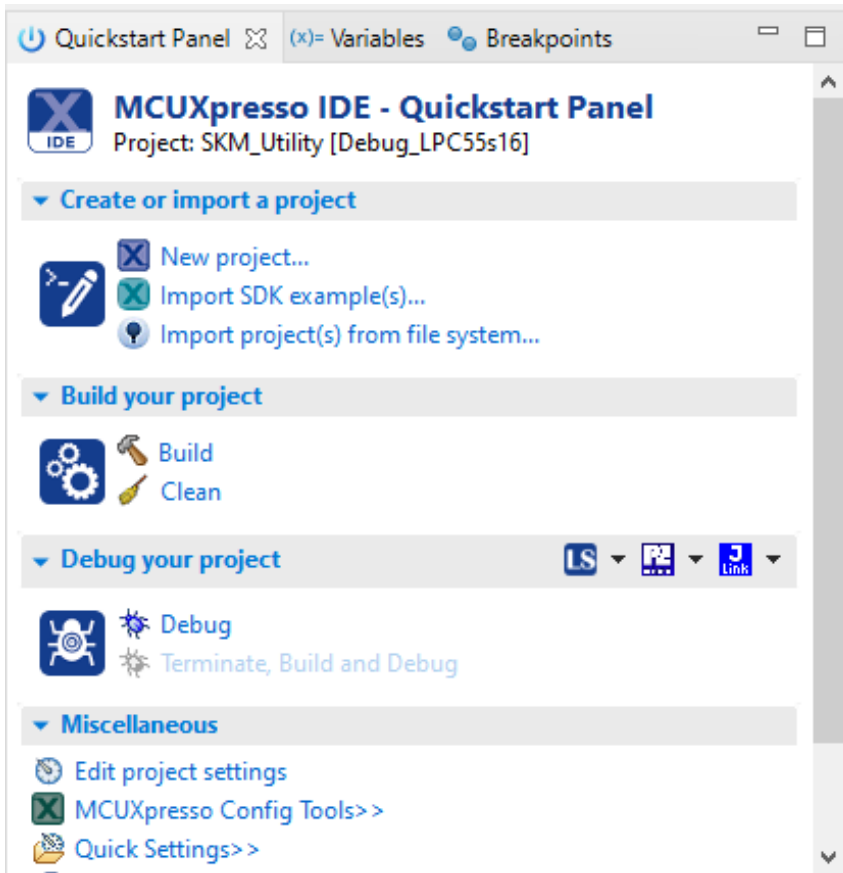 Quickstart Panel (x)= Variables Breakpoints
IDE
MCUXpresso IDE - Quickstart Panel
Project: SKM_Utility [Debug_LPC55s16]
Create or import a project
New project...
Import SDK example(s)...
Import project(s) from file system...
Build your project
Build
Clean
Debug your project LS J Link
Debug
Terminate, Build and Debug
Miscellaneous
Edit project settings
MCUXpresso Config Tools>>
Quick Settings>>